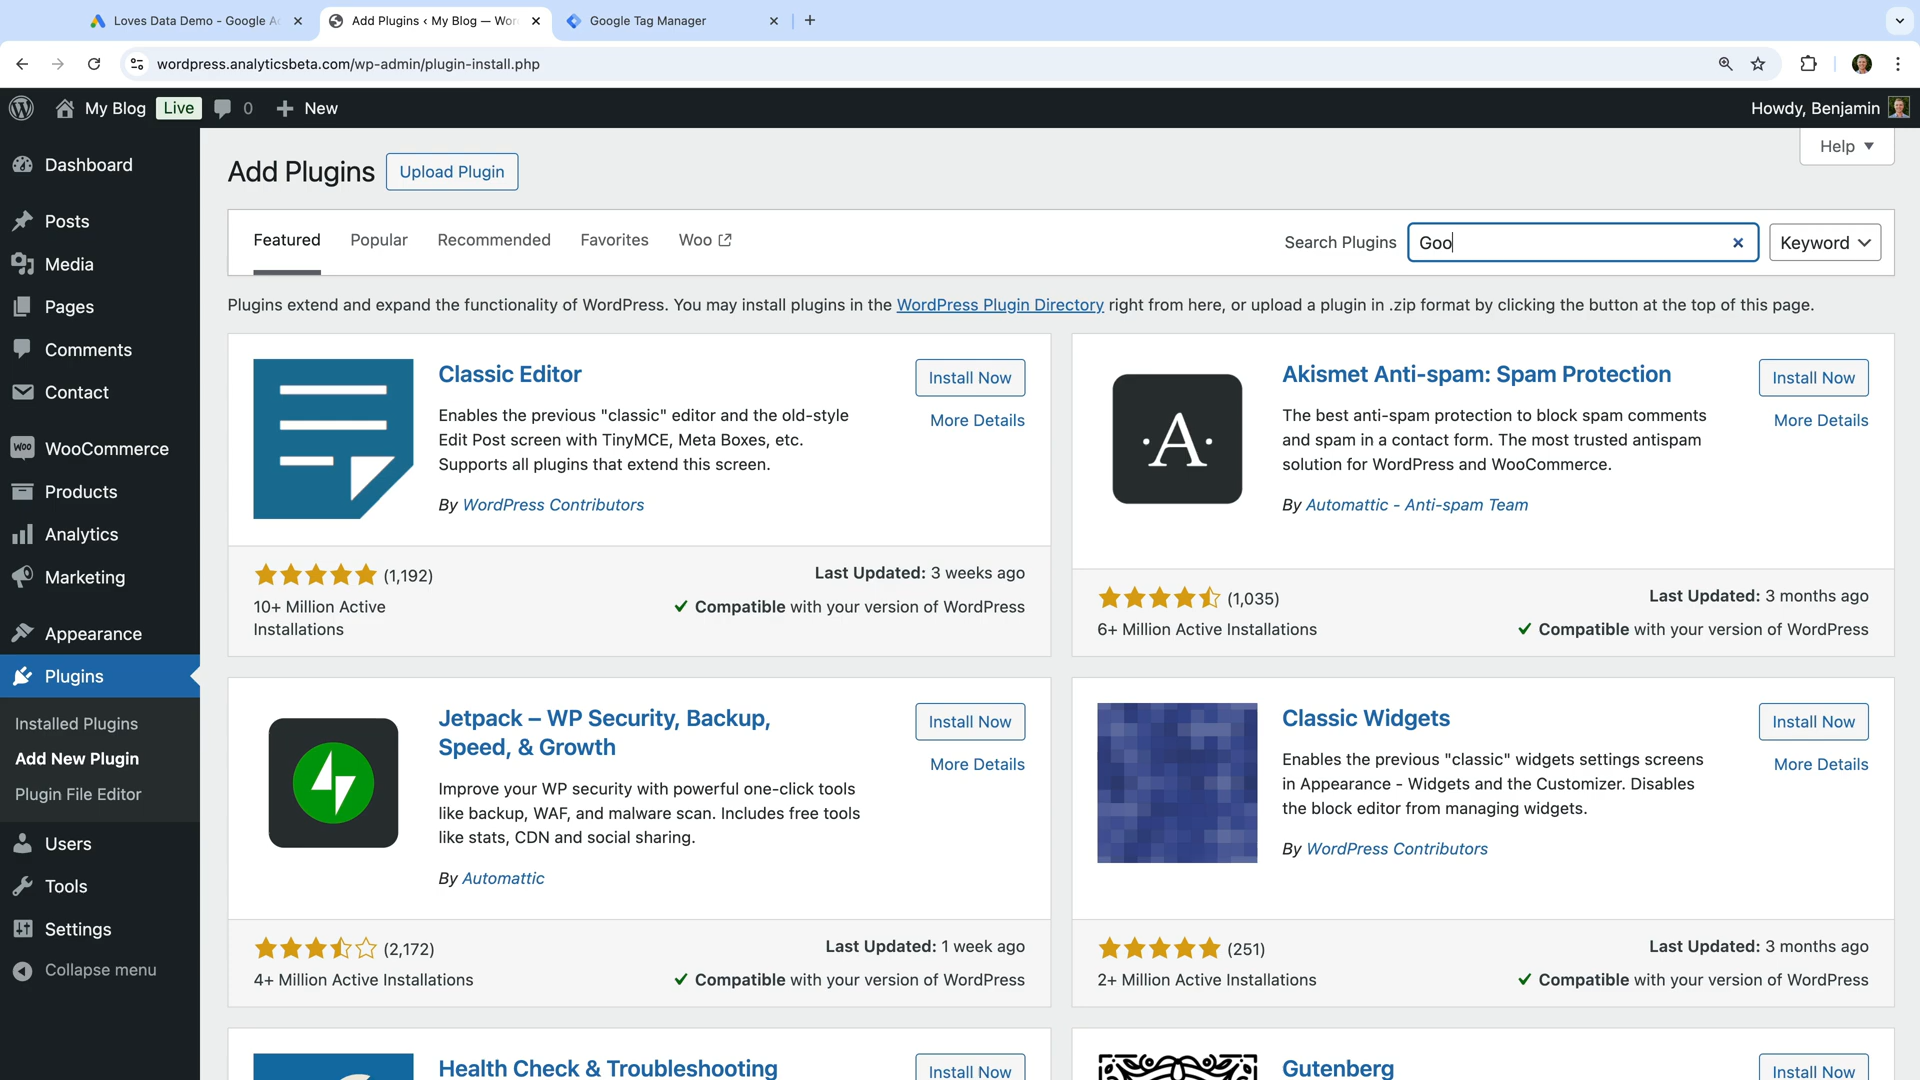 Loves Data Demo - Google A
Add Plugins ‹ My Blog — Wor
Google Tag Manager
wordpress.analyticsbeta.com/wp-admin/plugin-install.php
My Blog
Live
0
New
Howdy, Benjamin
Dashboard
Posts
Media
Pages
Comments
Contact
WOO
WooCommerce
Products
Analytics
Marketing
Appearance
Plugins
Installed Plugins
Add New Plugin
Plugin File Editor
Users
Tools
Settings
Collapse menu
Help
Add Plugins
Upload Plugin
Featured Popular Recommended Favorites Woo
Search Plugins
Goo
Keyword
Plugins extend and expand the functionality of WordPress. You may install plugins in the WordPress Plugin Directory right from here, or upload a plugin in .zip format by clicking the button at the top of this page.
Classic Editor
Install Now
More Details
Enables the previous "classic" editor and the old-style
Edit Post screen with TinyMCE, Meta Boxes, etc.
Supports all plugins that extend this screen.
By WordPress Contributors
(1,192)
10+ Million Active
Installations
Last Updated: 3 weeks ago
Compatible with your version of WordPress
·A·
Akismet Anti-spam: Spam Protection
Install Now
More Details
The best anti-spam protection to block spam comments
and spam in a contact form. The most trusted antispam
solution for WordPress and WooCommerce.
By Automattic - Anti-spam Team
(1,035)
6+ Million Active Installations
Last Updated: 3 months ago
Compatible with your version of WordPress
Jetpack – WP Security, Backup,
Speed, & Growth
Install Now
More Details
Improve your WP security with powerful one-click tools
like backup, WAF, and malware scan. Includes free tools
like stats, CDN and social sharing.
By Automattic
(2,172)
4+ Million Active Installations
Last Updated: 1 week ago
Compatible with your version of WordPress
Classic Widgets
Install Now
More Details
Enables the previous "classic" widgets settings screens
in Appearance - Widgets and the Customizer. Disables
the block editor from managing widgets.
By WordPress Contributors
(251)
2+ Million Active Installations
Last Updated: 3 months ago
Compatible with your version of WordPress
Health Check & Troubleshooting
Install Now
Gutenberg
Install Now